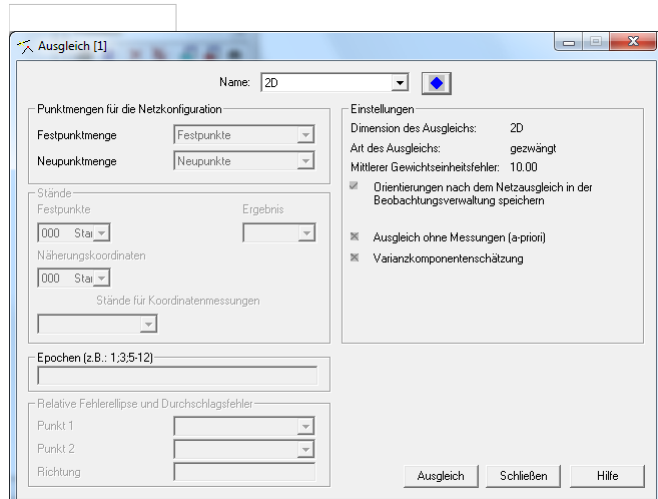 Ausgleich [1]
Name: 2D
Punktmengen für die Netzkonfiguration
Festpunktmenge Festpunkte
Neupunktmenge Neupunkte
Stände
Festpunkte Ergebnis
000 Star
Näherungskoordinaten
000 Star
Stände für Koordinatenmessungen
Epochen (z.B.: 1;3;5-12)
Relative Fehlerellipse und Durchschlagsfehler
Punkt 1
Punkt 2
Richtung
Einstellungen
Dimension des Ausgleichs: 2D
Art des Ausgleichs: gezwängt
Mittlerer Gewichtseinheitsfehler: 10.00
Orientierungen nach dem Netzausgleich in der
Beobachtungsverwaltung speichern
Ausgleich ohne Messungen (a-priori)
Varianzkomponentenschätzung
Ausgleich Schließen Hilfe